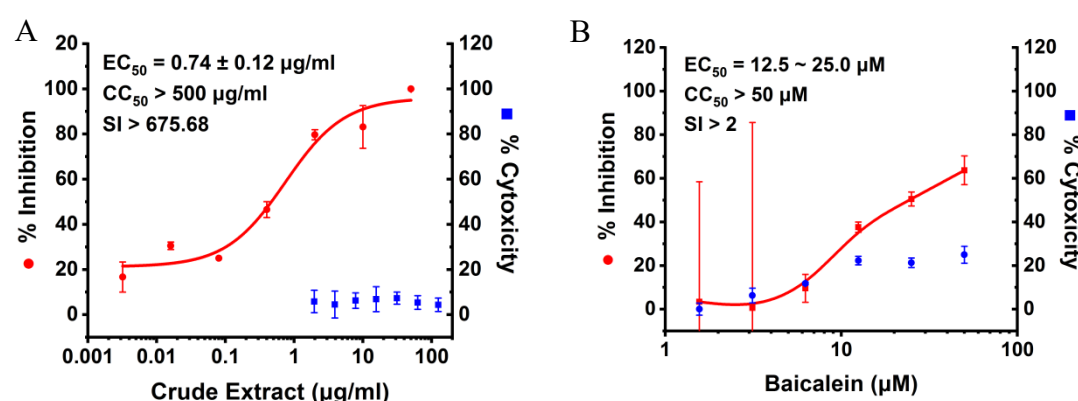 A
EC50 = 0.74 ± 0.12 µg/ml
CC50 > 500 µg/ml
SI > 675.68
% Inhibition
20
100
80
60
40
20
0
120
100
80
60
40
20
0
% Cytoxicity
0.001
0.01
0.1
1
10
100
Crude Extract (µg/ml)
B
EC50 = 12.5 ~ 25.0 µM
CC50 > 50 µM
SI > 2
% Inhibition
120
100
80
60
40
20
0
120
100
80
60
40
20
0
% Cytoxicity
1
10
100
Baicalein (µM)